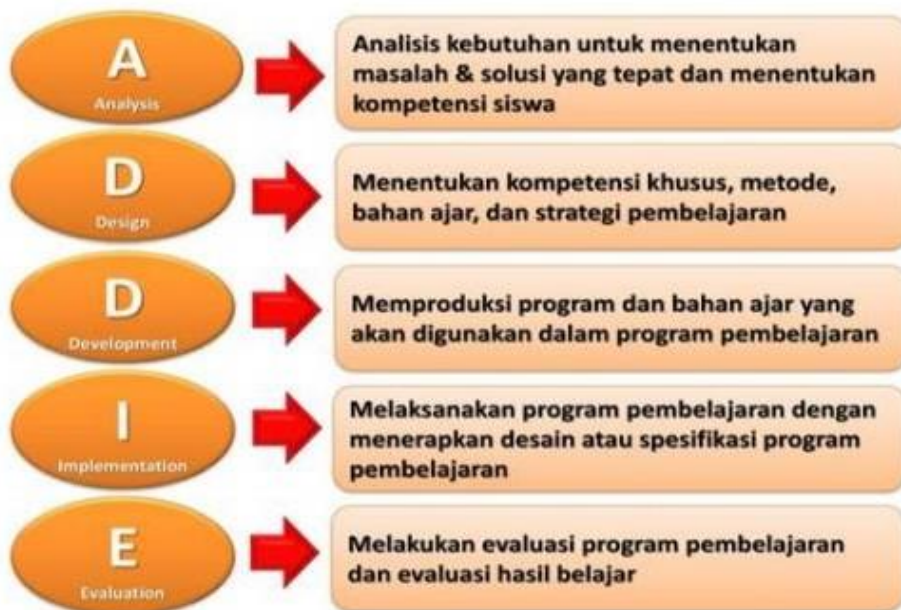 A
Analysis
Analisis kebutuhan untuk menentukan
masalah & solusi yang tepat dan menentukan
kompetensi siswa
D
Design
Menentukan kompetensi khusus, metode,
bahan ajar, dan strategi pembelajaran
D
Development
Memproduksi program dan bahan ajar yang
akan digunakan dalam program pembelajaran
I
Implementation
Melaksanakan program pembelajaran dengan
menerapkan desain atau spesifikasi program
pembelajaran
E
Evaluation
Melakukan evaluasi program pembelajaran
dan evaluasi hasil belajar